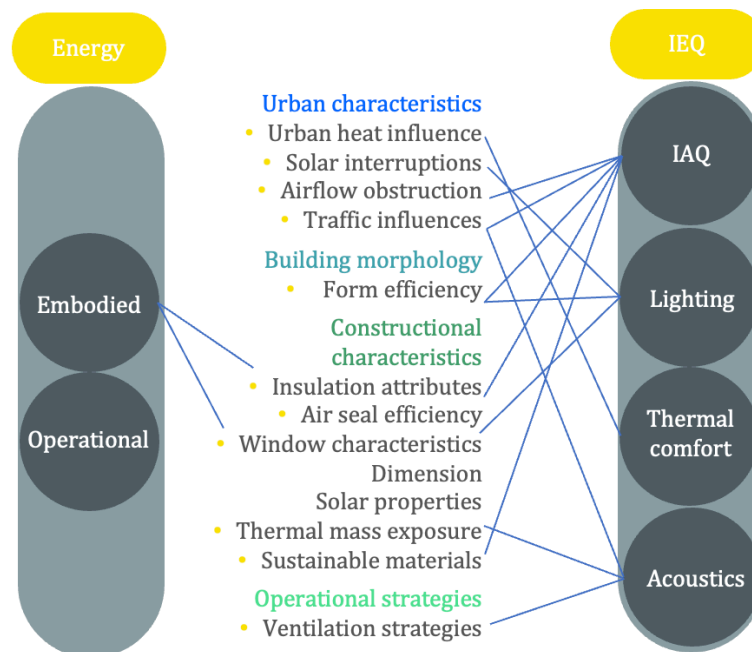 Energy
IEQ
Urban characteristics
• Urban heat influence
• Solar interruptions
• Airflow obstruction
• Traffic influences
Building morphology
• Form efficiency
Constructional
characteristics
• Insulation attributes
• Air seal efficiency
• Window characteristics
Dimension
Solar properties
• Thermal mass exposure
• Sustainable materials
Operational strategies
• Ventilation strategies
Embodied
Operational
IAQ
Lighting
Thermal
comfort
Acoustics